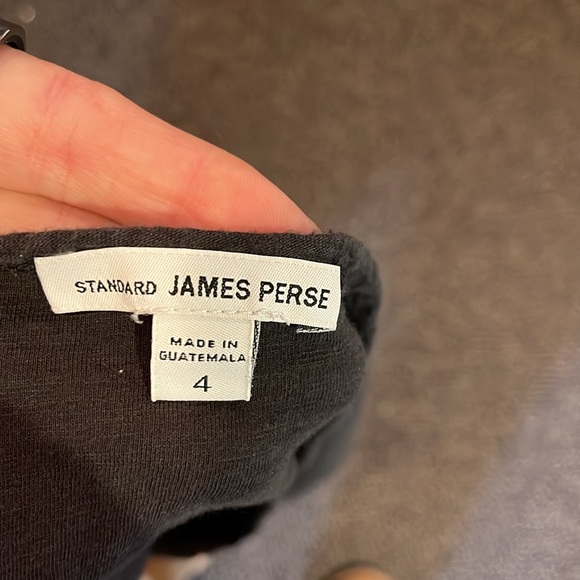 STANDARD JAMES PERSE
MADE IN
GUATEMALA
4